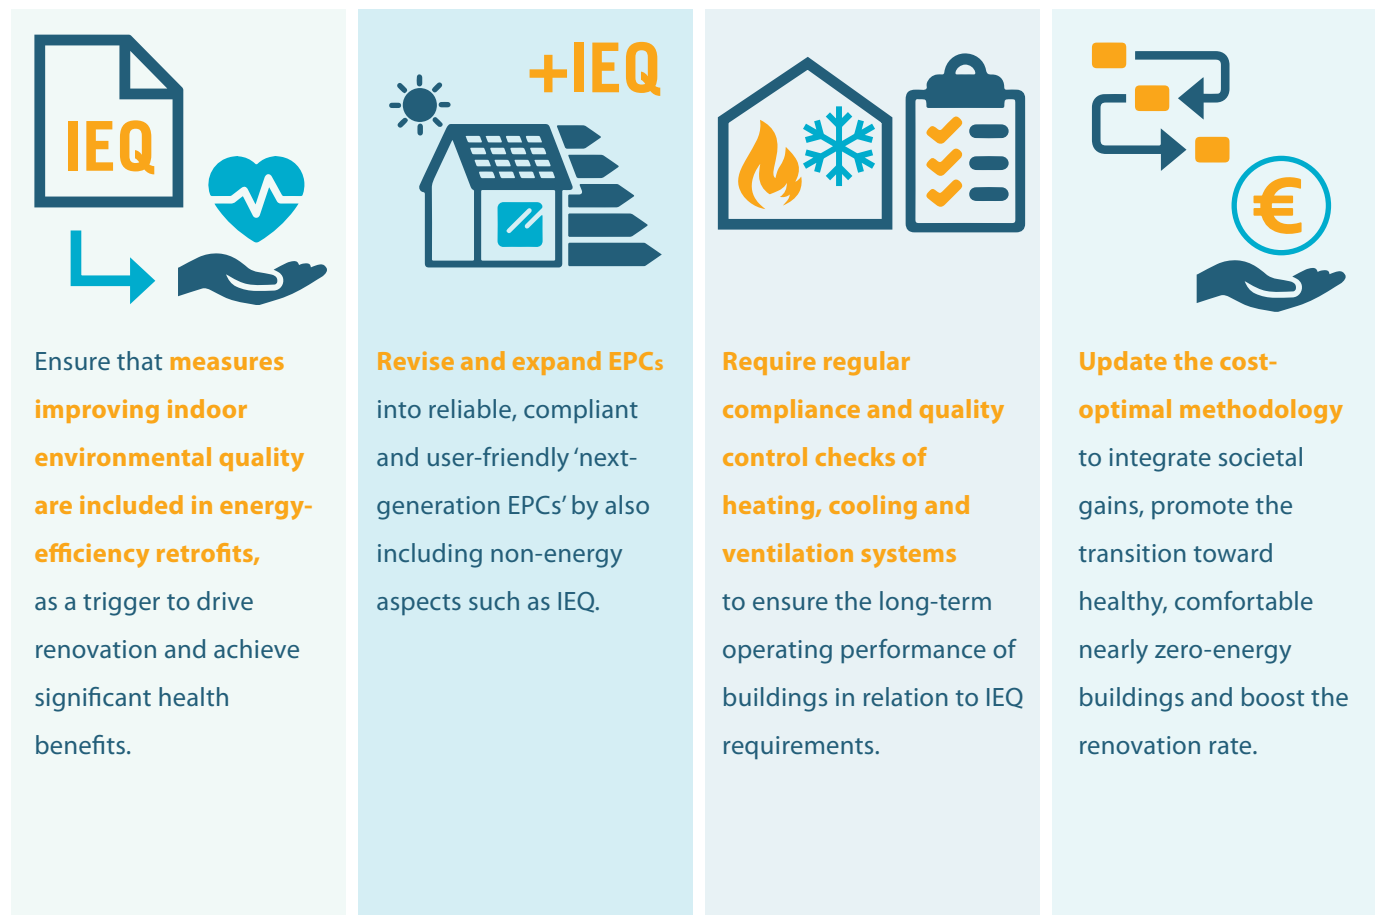 IEQ
Ensure that measures
improving indoor
environmental quality
are included in energy-
efficiency retrofits,
as a trigger to drive
renovation and achieve
significant health
benefits.
+IEQ
Revise and expand EPCs
into reliable, compliant
and user-friendly ‘next-
generation EPCs’ by also
including non-energy
aspects such as IEQ.
Require regular
compliance and quality
control checks of
heating, cooling and
ventilation systems
to ensure the long-term
operating performance of
buildings in relation to IEQ
requirements.
€
Update the cost-
optimal methodology
to integrate societal
gains, promote the
transition toward
healthy, comfortable
nearly zero-energy
buildings and boost the
renovation rate.